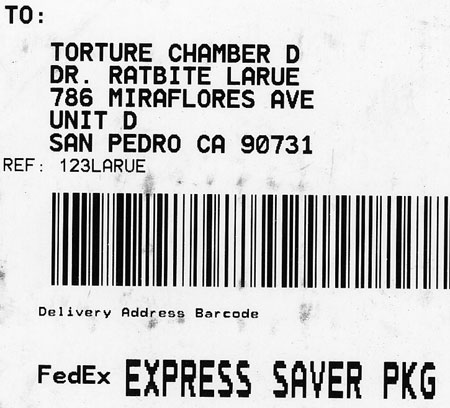 TO:
TORTURE CHAMBER D
DR. RATBITE LARUE
786 MIRAFLORES AVE
UNIT D
SAN PEDRO CA 90731
REF: 123LARUE
Delivery Address Barcode
FedEx EXPRESS SAVER PKG